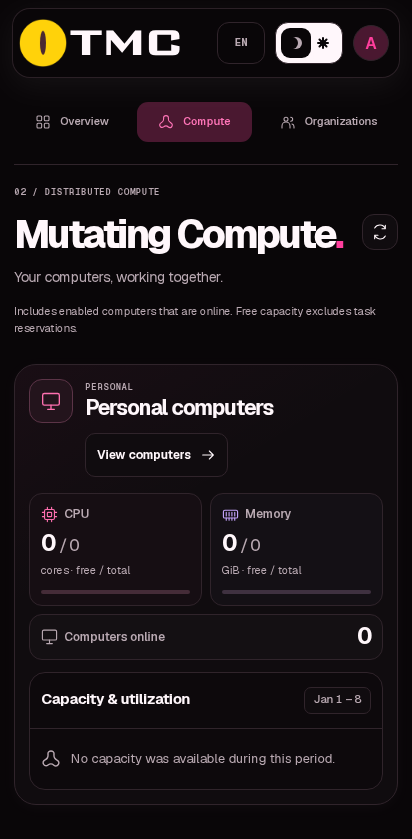 TMC
EN
A
Overview
Compute
Organizations
02 / DISTRIBUTED COMPUTE
Mutating Compute.
Your computers, working together.
Includes enabled computers that are online. Free capacity excludes task
reservations.
PERSONAL
Personal computers
View computers
CPU
0 / 0
cores · free / total
Memory
0 / 0
GiB · free / total
Computers online
0
Capacity & utilization
Jan 1 – 8
No capacity was available during this period.